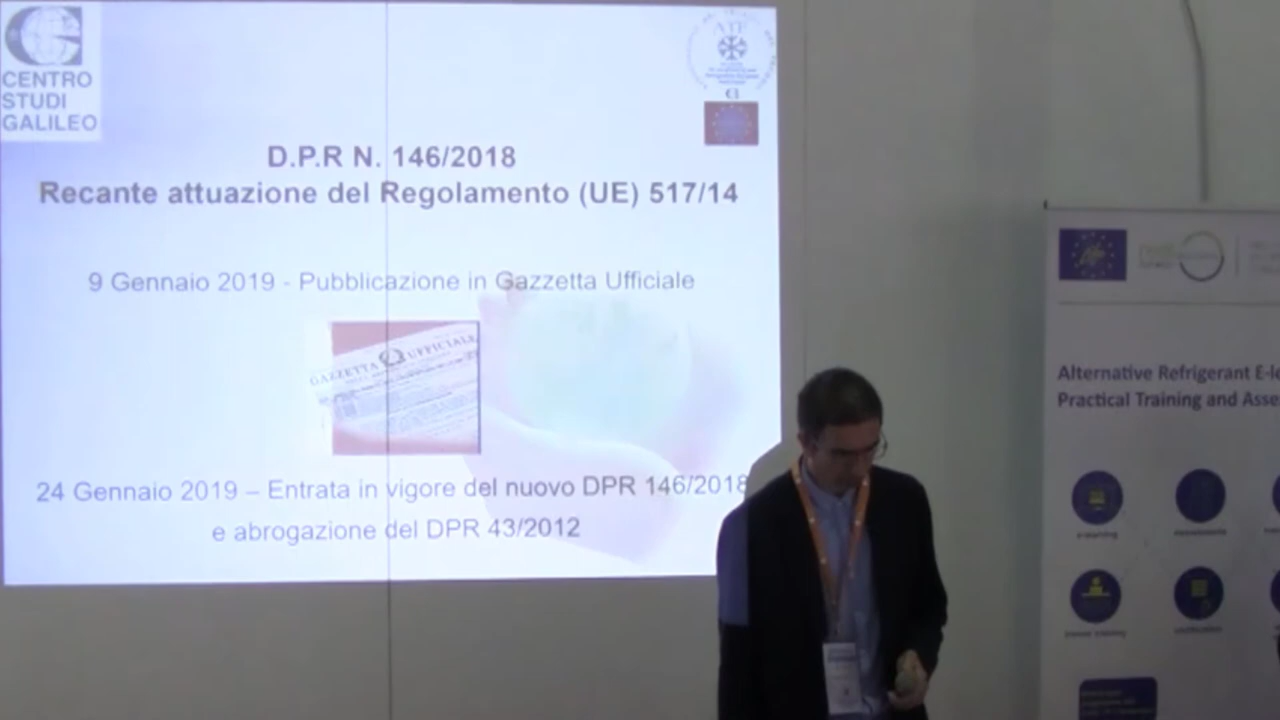 CENTRO
STUDI
GALILEO
ATF
D.P.R N. 146/2018
Recante attuazione del Regolamento (UE) 517/14
9 Gennaio 2019 - Pubblicazione in Gazzetta Ufficiale
GAZZETTA UFFICIALE
24 Gennaio 2019 – Entrata in vigore del nuovo DPR 146/2018
e abrogazione del DPR 43/2012
Alternative Refrigerant E-le
Practical Training and Asse
e-learning